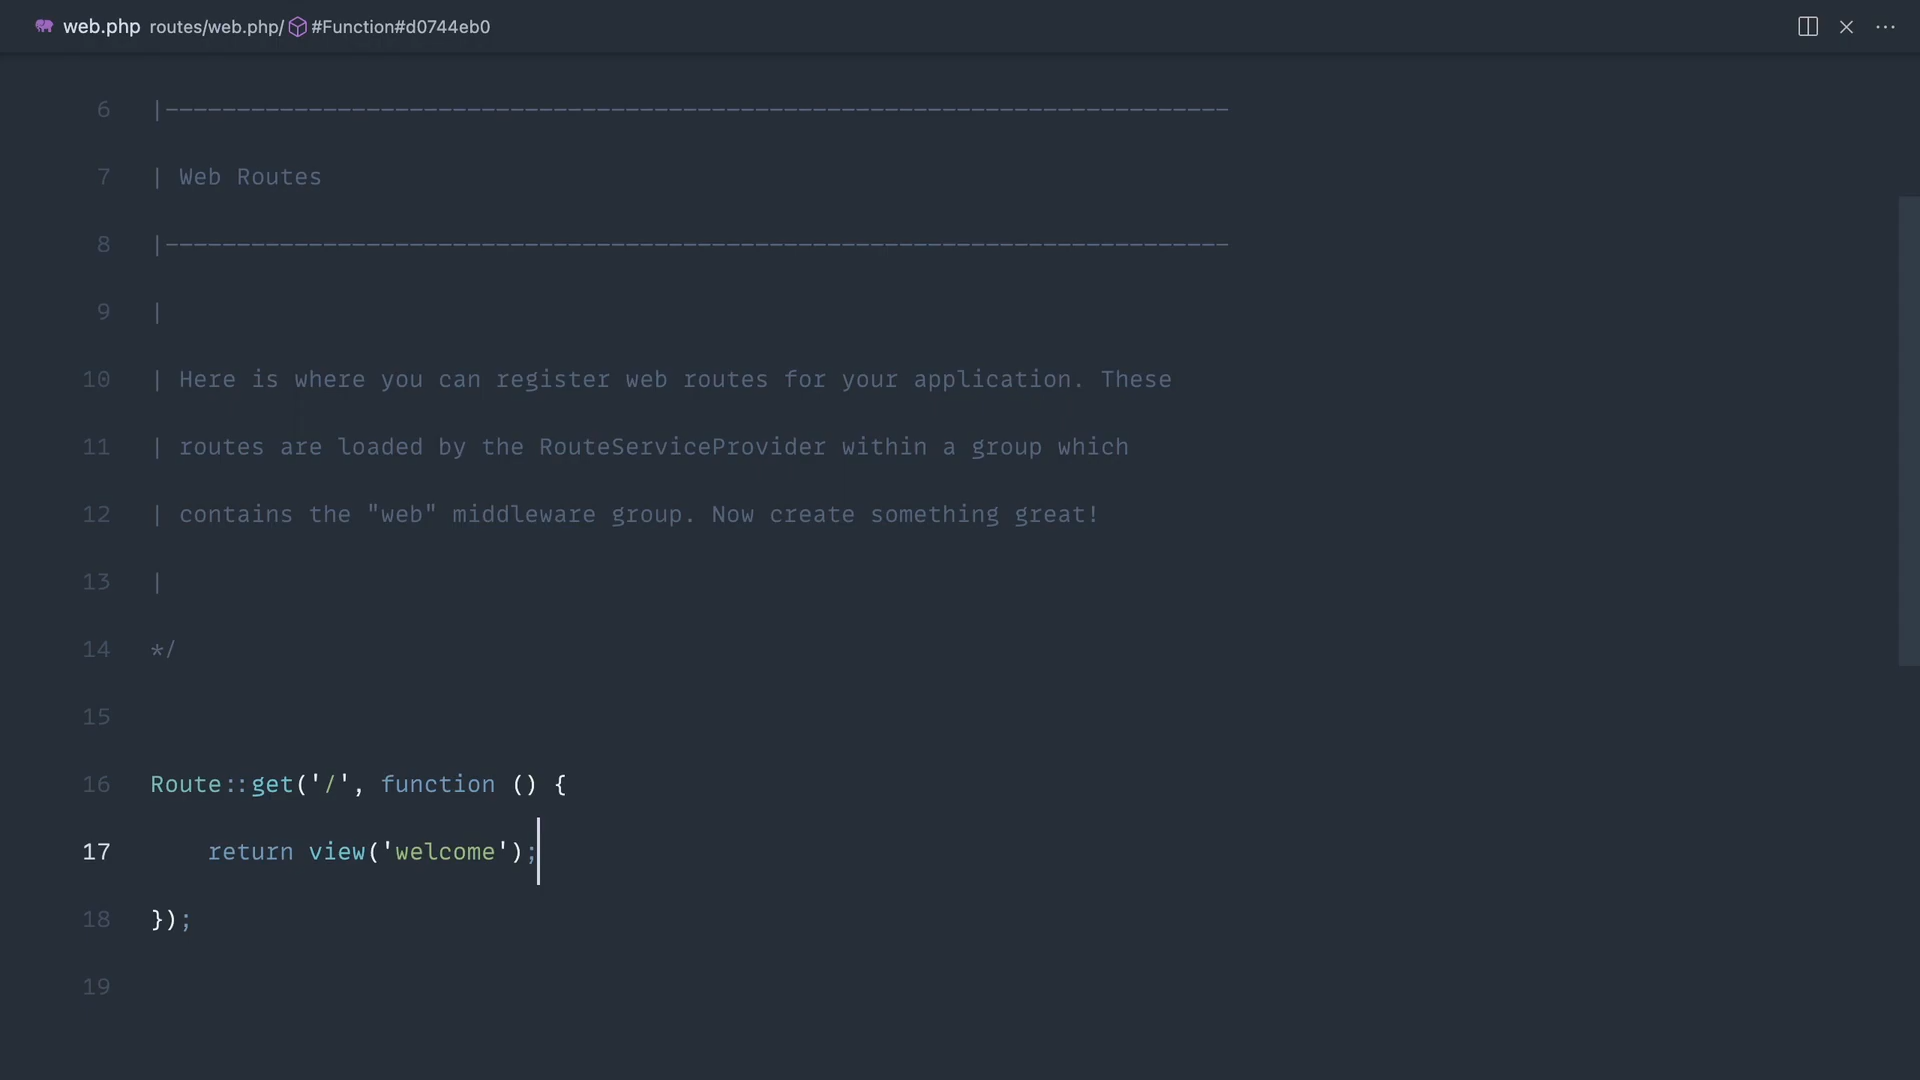 web.php routes/web.php/ #Function#d0744eb0
6 |--------------------------------------------------------------------------
7 | Web Routes
8 |--------------------------------------------------------------------------
9 |
10 | Here is where you can register web routes for your application. These
11 | routes are loaded by the RouteServiceProvider within a group which
12 | contains the "web" middleware group. Now create something great!
13 |
14 */
15
16 Route::get('/', function () {
17     return view('welcome');
18 });
19